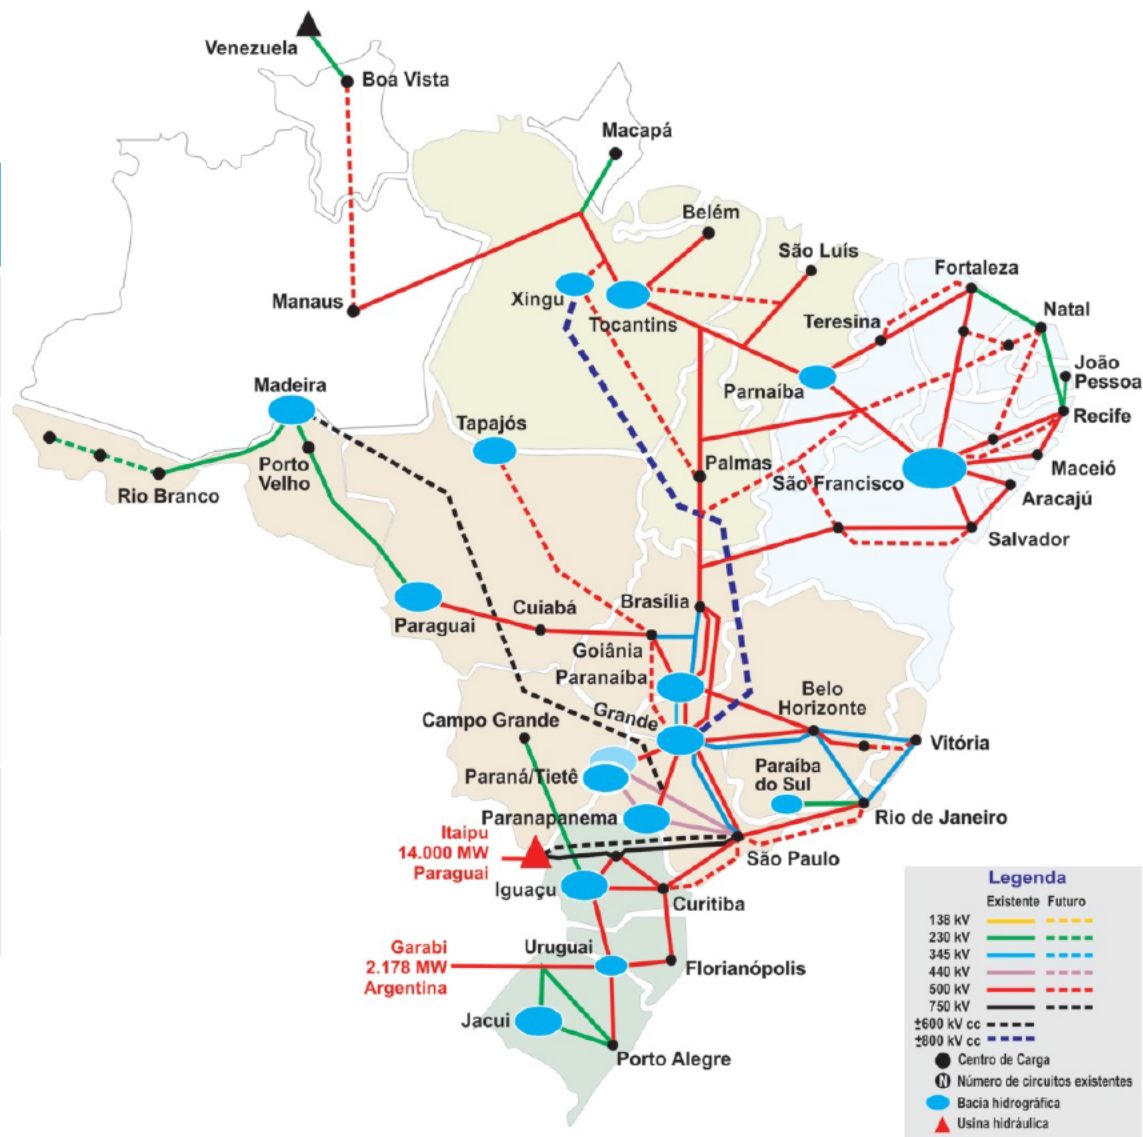 Venezuela
Boa Vista
Macapá
Belém
São Luís
Fortaleza
Xingu
Manaus
Tocantins
Teresina
Natal
João
Pessoa
Madeira
Parnaíba
Recife
Tapajós
Porto
Velho
Palmas
São Francisco
Maceió
Rio Branco
Aracajú
Salvador
Cuiabá
Brasília
Paraguai
Goiânia
Paranaíba
Belo
Horizonte
Grande
Campo Grande
Vitória
Paraíba
do Sul
Paraná/Tietê
Paranapanema
Rio de Janeiro
Itaipu
14.000 MW
Paraguai
São Paulo
Iguaçu
Curitiba
Garabi
2.178 MW
Argentina
Uruguai
Florianópolis
Jacui
Porto Alegre
Legenda
Existente Futuro
138 kV
230 kV
345 kV
440 kV
500 kV
750 kV
±600 kV cc
±800 kV cc
Centro de Carga
N Número de circuitos existentes
Bacia hidrográfica
Usina hidráulica